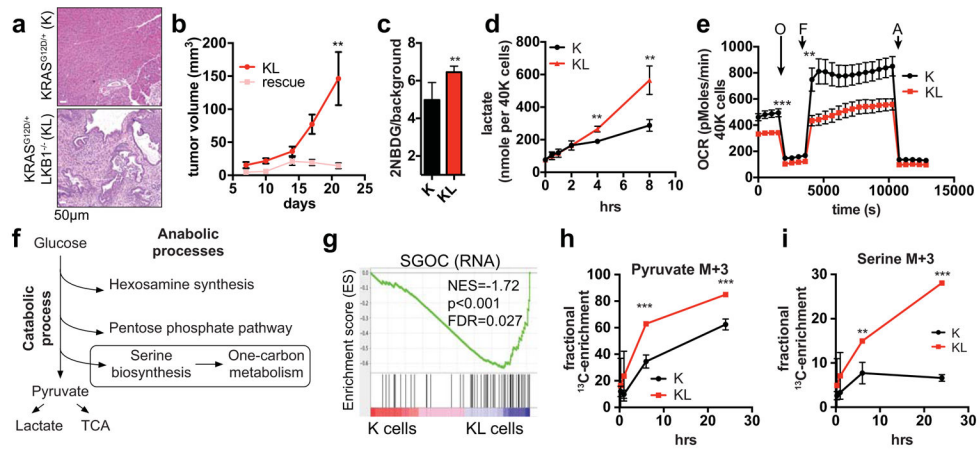 a
KRASG12D/+ (K)
KRASG12D/+
LKB1-/- (KL)
50μm
b
tumor volume (mm3)
200
150
100
50
0
5
10
15
20
25
days
KL
rescue
**
c
2NBDG/background
8
6
4
2
0
**
K
KL
d
lactate
(nmole per 40K cells)
800
600
400
200
0
0
2
4
6
8
10
hrs
K
KL
**
**
e
O
F
A
OCR (pMoles/min)
40K cells
1000
800
600
400
200
0
0
5000
10000
15000
time (s)
***
**
K
KL
f
Glucose
Anabolic
processes
Catabolic
process
Hexosamine synthesis
Pentose phosphate pathway
Serine
biosynthesis
One-carbon
metabolism
Pyruvate
Lactate
TCA
g
SGOC (RNA)
Enrichment score (ES)
NES=-1.72
p<0.001
FDR=0.027
K cells
KL cells
h
Pyruvate M+3
fractional
13C-enrichment
100
80
60
40
20
0
0
10
20
30
hrs
***
***
K
KL
i
Serine M+3
fractional
13C-enrichment
30
20
10
0
0
10
20
30
hrs
**
***
K
KL